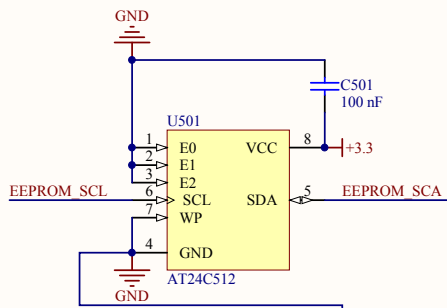 GND
C501
100 nF
U501
1 E0 VCC 8 +3.3
2 E1
3 E2
EEPROM_SCL 6 SCL SDA 5 EEPROM_SCA
7 WP
4 GND
AT24C512
GND